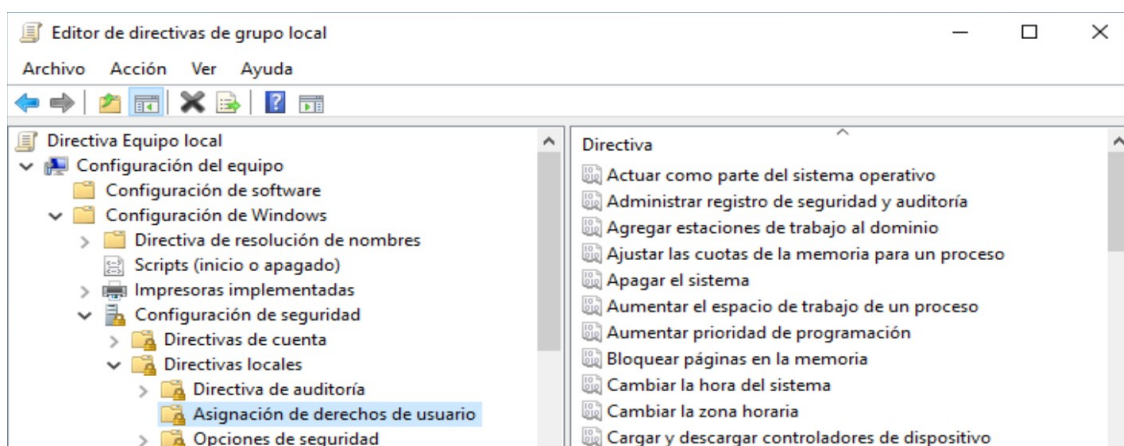 Editor de directivas de grupo local
Archivo Acción Ver Ayuda
Directiva Equipo local
Configuración del equipo
Configuración de software
Configuración de Windows
Directiva de resolución de nombres
Scripts (inicio o apagado)
Impresoras implementadas
Configuración de seguridad
Directivas de cuenta
Directivas locales
Directiva de auditoría
Asignación de derechos de usuario
Opciones de seguridad
Directiva
Actuar como parte del sistema operativo
Administrar registro de seguridad y auditoría
Agregar estaciones de trabajo al dominio
Ajustar las cuotas de la memoria para un proceso
Apagar el sistema
Aumentar el espacio de trabajo de un proceso
Aumentar prioridad de programación
Bloquear páginas en la memoria
Cambiar la hora del sistema
Cambiar la zona horaria
Cargar y descargar controladores de dispositivo